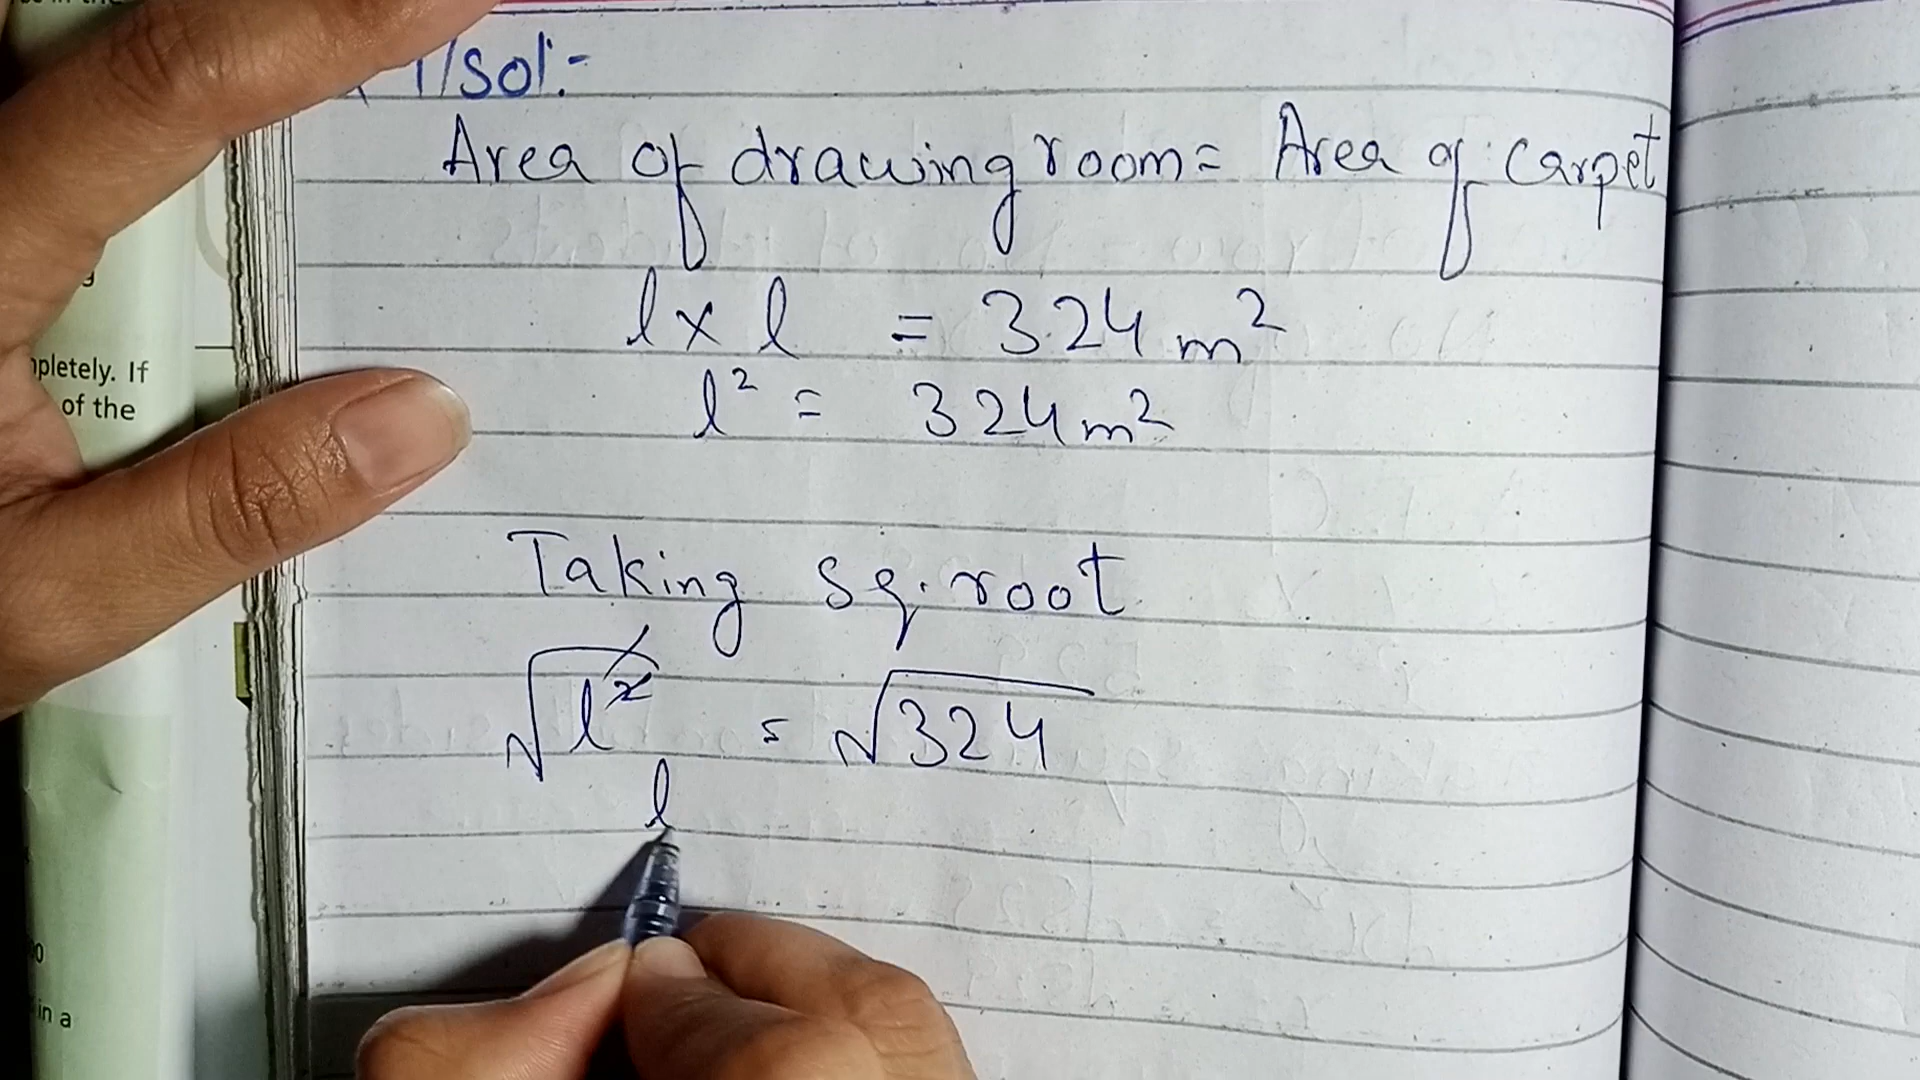 1/Sol:-
Area of drawing room = Area of carpet
l x l = 324 m²
l² = 324 m²
Taking Sq. root
√l² = √324
l
mpletely. If
of the
in a